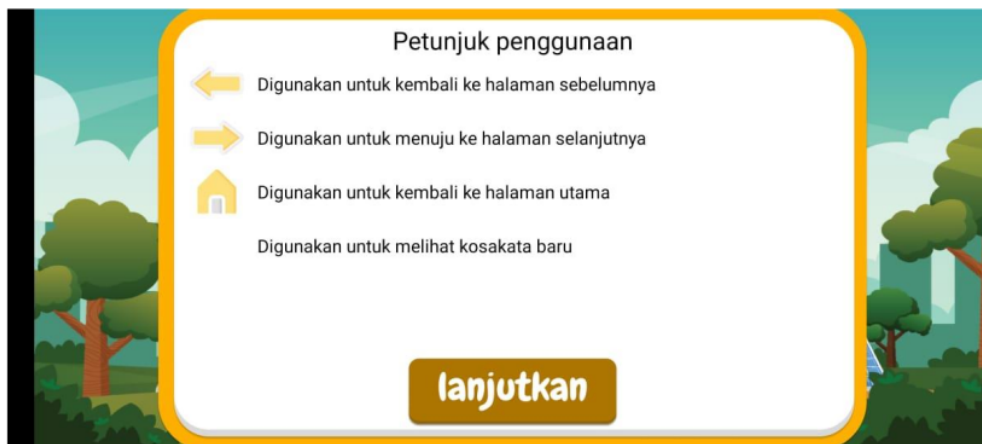 Petunjuk penggunaan
Digunakan untuk kembali ke halaman sebelumnya
Digunakan untuk menuju ke halaman selanjutnya
Digunakan untuk kembali ke halaman utama
Digunakan untuk melihat kosakata baru
lanjutkan